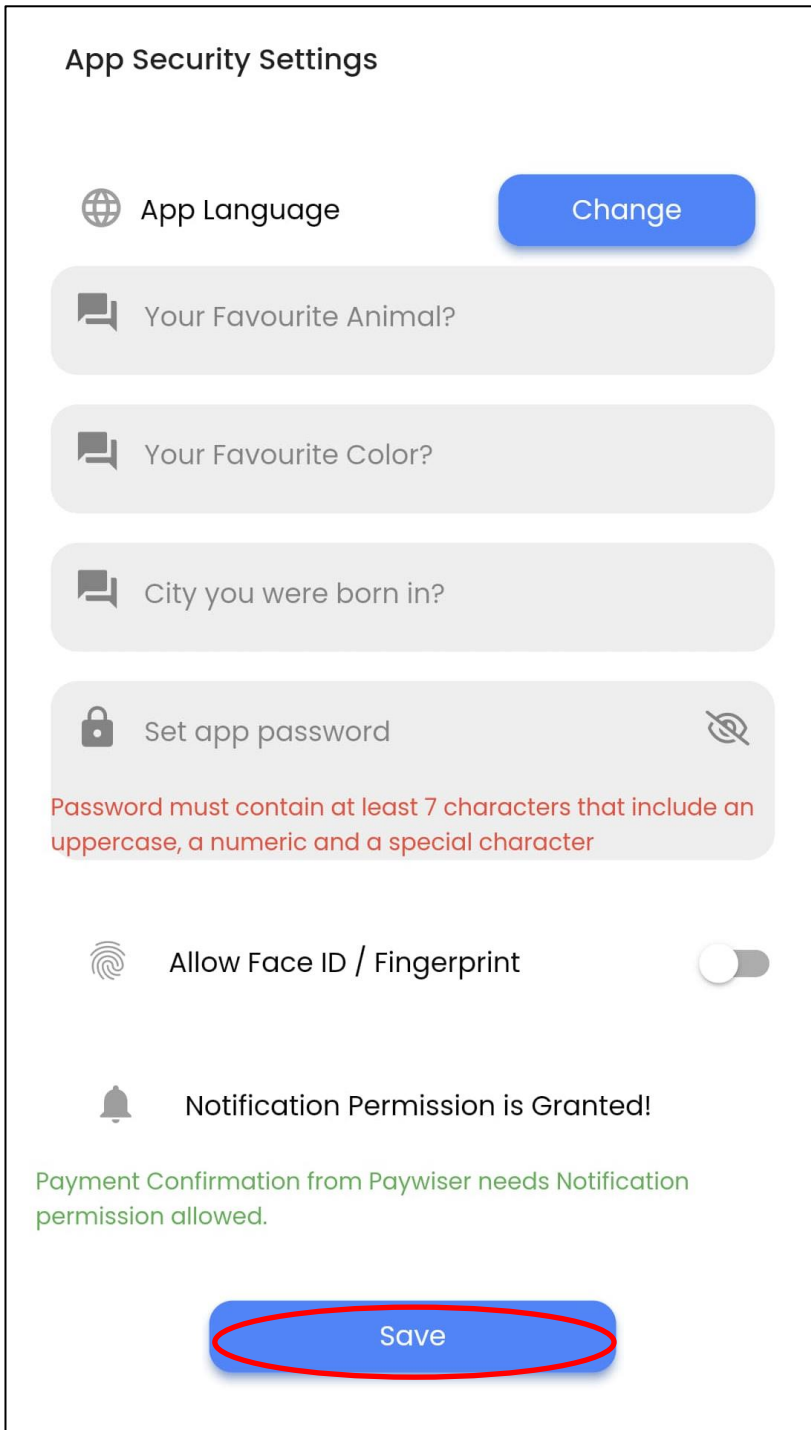 App Security Settings
App Language
Change
Your Favourite Animal?
Your Favourite Color?
City you were born in?
Set app password
Password must contain at least 7 characters that include an
uppercase, a numeric and a special character
Allow Face ID / Fingerprint
Notification Permission is Granted!
Payment Confirmation from Paywiser needs Notification
permission allowed.
Save